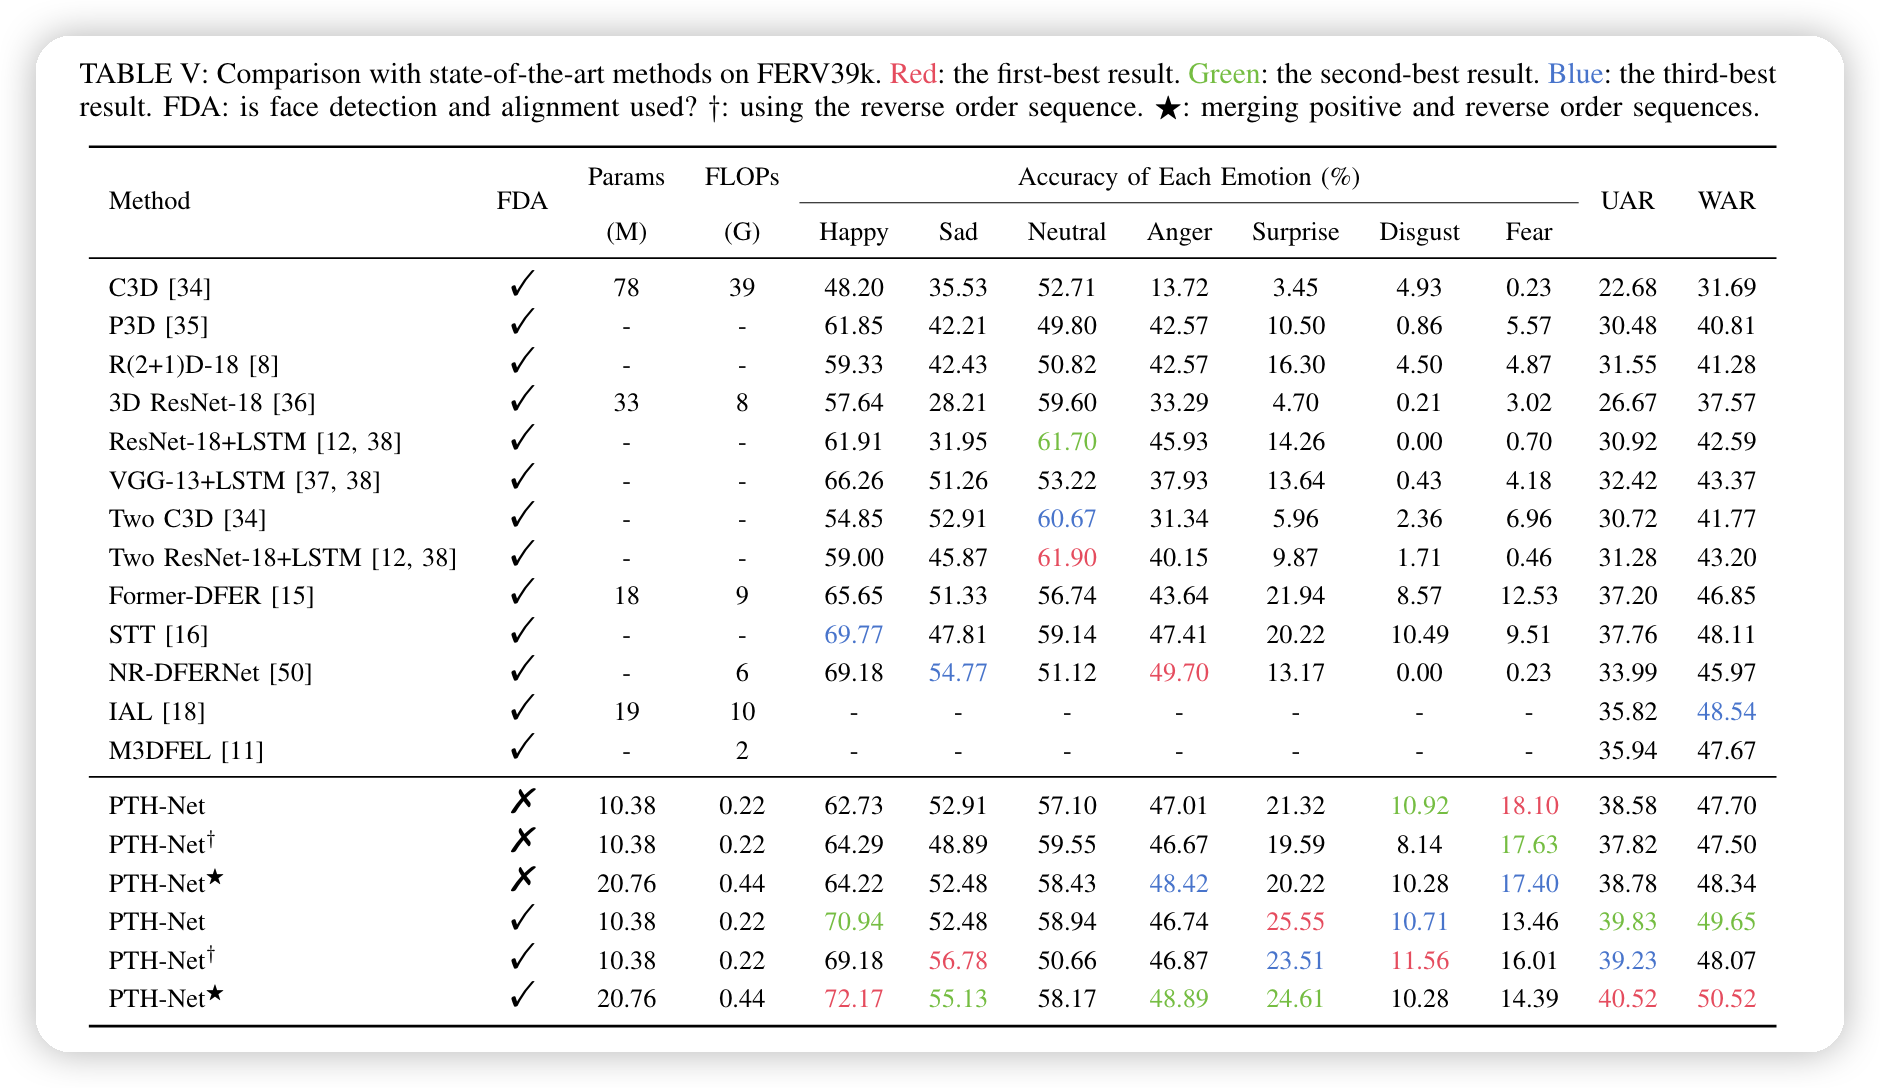 TABLE V: Comparison with state-of-the-art methods on FERV39k. Red: the first-best result. Green: the second-best result. Blue: the third-best
result. FDA: is face detection and alignment used? †: using the reverse order sequence. ★: merging positive and reverse order sequences.
Method FDA Params (M) FLOPs (G) Accuracy of Each Emotion (%) UAR WAR
Happy Sad Neutral Anger Surprise Disgust Fear
C3D [34] ✓ 78 39 48.20 35.53 52.71 13.72 3.45 4.93 0.23 22.68 31.69
P3D [35] ✓ - - 61.85 42.21 49.80 42.57 10.50 0.86 5.57 30.48 40.81
R(2+1)D-18 [8] ✓ - - 59.33 42.43 50.82 42.57 16.30 4.50 4.87 31.55 41.28
3D ResNet-18 [36] ✓ 33 8 57.64 28.21 59.60 33.29 4.70 0.21 3.02 26.67 37.57
ResNet-18+LSTM [12, 38] ✓ - - 61.91 31.95 61.70 45.93 14.26 0.00 0.70 30.92 42.59
VGG-13+LSTM [37, 38] ✓ - - 66.26 51.26 53.22 37.93 13.64 0.43 4.18 32.42 43.37
Two C3D [34] ✓ - - 54.85 52.91 60.67 31.34 5.96 2.36 6.96 30.72 41.77
Two ResNet-18+LSTM [12, 38] ✓ - - 59.00 45.87 61.90 40.15 9.87 1.71 0.46 31.28 43.20
Former-DFER [15] ✓ 18 9 65.65 51.33 56.74 43.64 21.94 8.57 12.53 37.20 46.85
STT [16] ✓ - - 69.77 47.81 59.14 47.41 20.22 10.49 9.51 37.76 48.11
NR-DFERNet [50] ✓ - 6 69.18 54.77 51.12 49.70 13.17 0.00 0.23 33.99 45.97
IAL [18] ✓ 19 10 - - - - - - - 35.82 48.54
M3DFEL [11] ✓ - 2 - - - - - - - 35.94 47.67
PTH-Net ✗ 10.38 0.22 62.73 52.91 57.10 47.01 21.32 10.92 18.10 38.58 47.70
PTH-Net† ✗ 10.38 0.22 64.29 48.89 59.55 46.67 19.59 8.14 17.63 37.82 47.50
PTH-Net★ ✗ 20.76 0.44 64.22 52.48 58.43 48.42 20.22 10.28 17.40 38.78 48.34
PTH-Net ✓ 10.38 0.22 70.94 52.48 58.94 46.74 25.55 10.71 13.46 39.83 49.65
PTH-Net† ✓ 10.38 0.22 69.18 56.78 50.66 46.87 23.51 11.56 16.01 39.23 48.07
PTH-Net★ ✓ 20.76 0.44 72.17 55.13 58.17 48.89 24.61 10.28 14.39 40.52 50.52